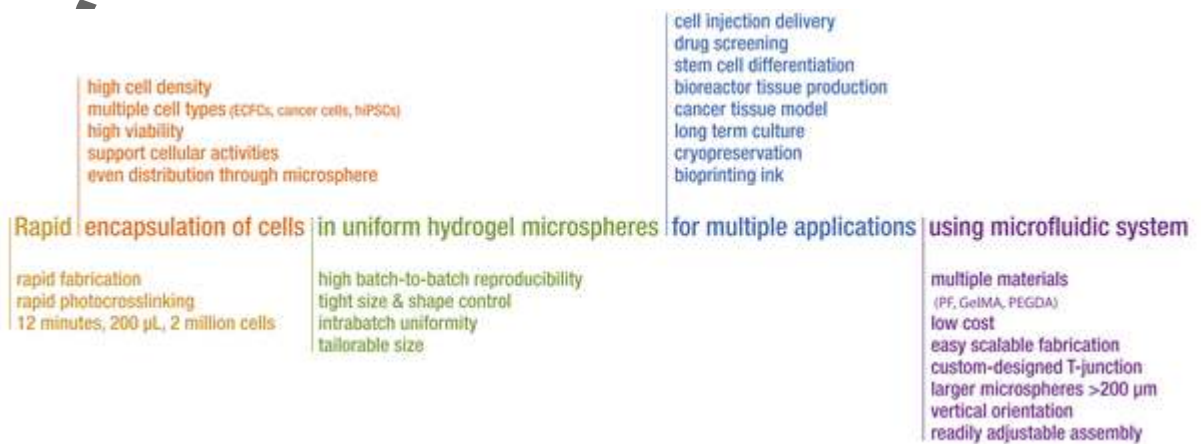 cell injection delivery
drug screening
stem cell differentiation
bioreactor tissue production
cancer tissue model
long term culture
cryopreservation
bioprinting ink
high cell density
multiple cell types (ECFCs, cancer cells, hiPSCs)
high viability
support cellular activities
even distribution through microsphere
Rapid encapsulation of cells in uniform hydrogel microspheres for multiple applications using microfluidic system
rapid fabrication
rapid photocrosslinking
12 minutes, 200 µL, 2 million cells
high batch-to-batch reproducibility
tight size & shape control
intrabatch uniformity
tailorable size
multiple materials
(PF, GelMA, PEGDA)
low cost
easy scalable fabrication
custom-designed T-junction
larger microspheres >200 µm
vertical orientation
readily adjustable assembly